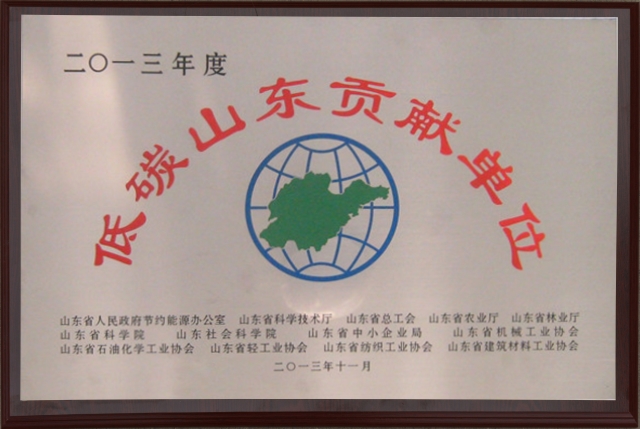 二〇一三年度
低碳山东贡献单位
山东省人民政府节约能源办公室 山东省科学技术厅 山东省总工会 山东省农业厅 山东省林业厅
山东省科学院 山东社会科学院 山东省中小企业局 山东省机械工业协会
山东省石油化学工业协会 山东省轻工业协会 山东省纺织工业协会 山东省建筑材料工业协会
二〇一三年十一月